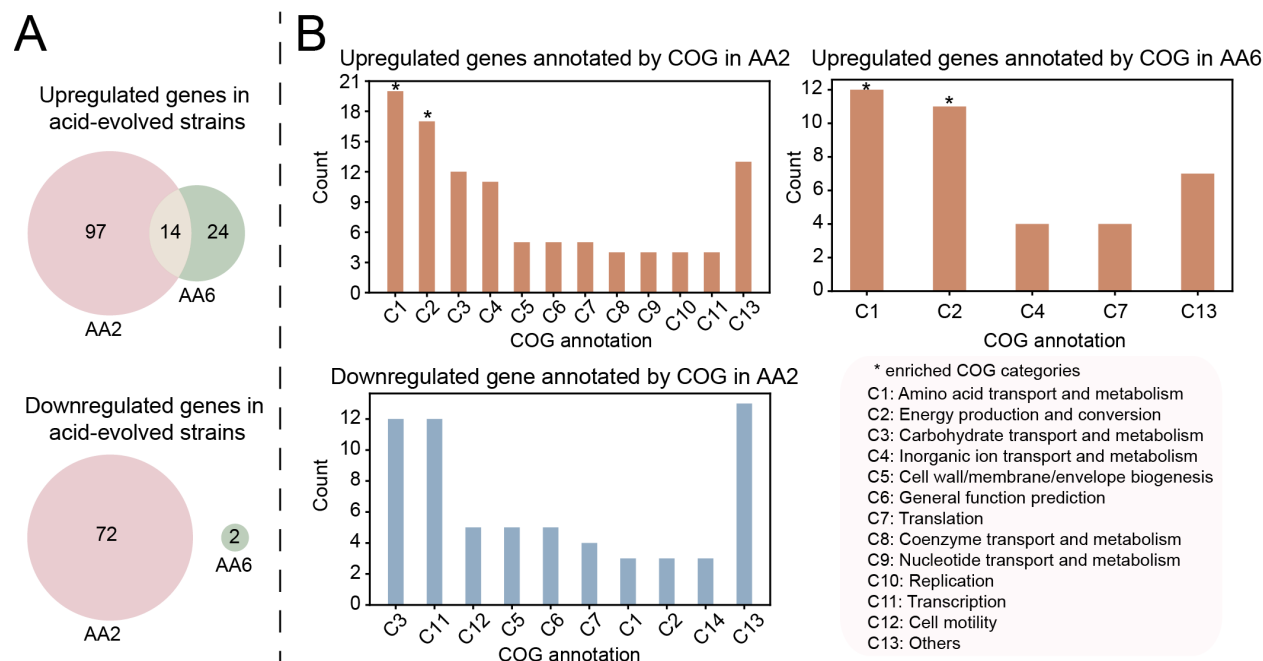 A
Upregulated genes in
acid-evolved strains
97
14
24
AA6
AA2
Downregulated genes in
acid-evolved strains
72
2
AA6
AA2
B
Upregulated genes annotated by COG in AA2
21
18
15
12
9
6
3
0
Count
* *
C1 C2 C3 C4 C5 C6 C7 C8 C9 C10 C11 C13
COG annotation
Upregulated genes annotated by COG in AA6
12
10
8
6
4
2
0
Count
* *
C1 C2 C4 C7 C13
COG annotation
Downregulated gene annotated by COG in AA2
12
10
8
6
4
2
0
Count
C3 C11 C12 C5 C6 C7 C1 C2 C14 C13
COG annotation
* enriched COG categories
C1: Amino acid transport and metabolism
C2: Energy production and conversion
C3: Carbohydrate transport and metabolism
C4: Inorganic ion transport and metabolism
C5: Cell wall/membrane/envelope biogenesis
C6: General function prediction
C7: Translation
C8: Coenzyme transport and metabolism
C9: Nucleotide transport and metabolism
C10: Replication
C11: Transcription
C12: Cell motility
C13: Others